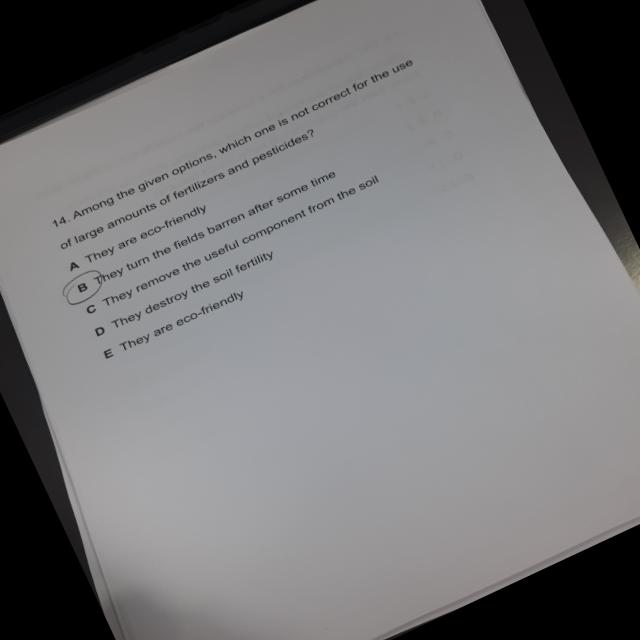 14. Among the given options, which one is not correct for the use
of large amounts of fertilizers and pesticides?
A They are eco-friendly
B They turn the fields barren after some time
C They remove the useful component from the soil
D They destroy the soil fertility
E They are eco-friendly